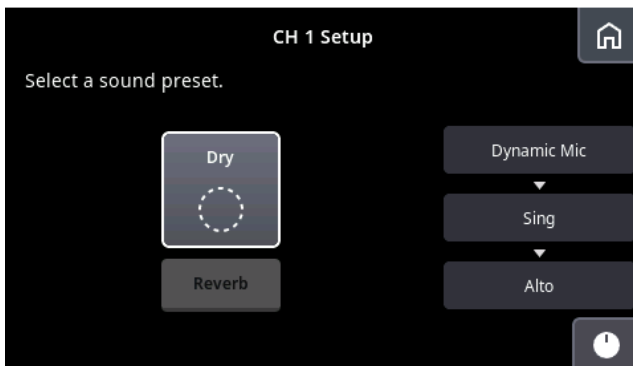 CH 1 Setup
Select a sound preset.
Dry
Reverb
Dynamic Mic
Sing
Alto